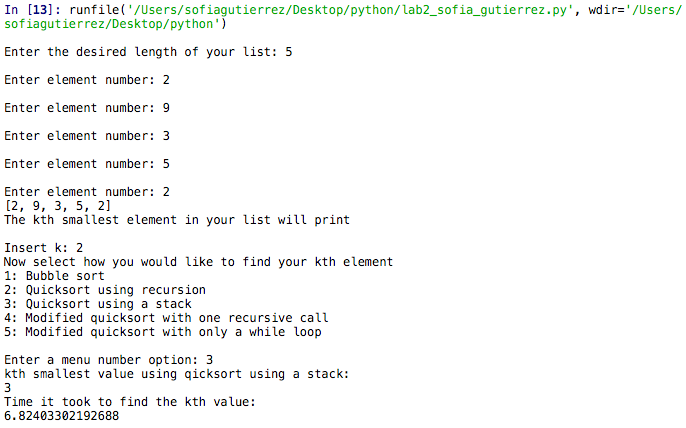 In [13]: runfile('/Users/sofiagutierrez/Desktop/python/lab2_sofia_gutierrez.py', wdir='/Users/
sofiagutierrez/Desktop/python')
Enter the desired length of your list: 5
Enter element number: 2
Enter element number: 9
Enter element number: 3
Enter element number: 5
Enter element number: 2
[2, 9, 3, 5, 2]
The kth smallest element in your list will print
Insert k: 2
Now select how you would like to find your kth element
1: Bubble sort
2: Quicksort using recursion
3: Quicksort using a stack
4: Modified quicksort with one recursive call
5: Modified quicksort with only a while loop
Enter a menu number option: 3
kth smallest value using qicksort using a stack:
3
Time it took to find the kth value:
6.82403302192688